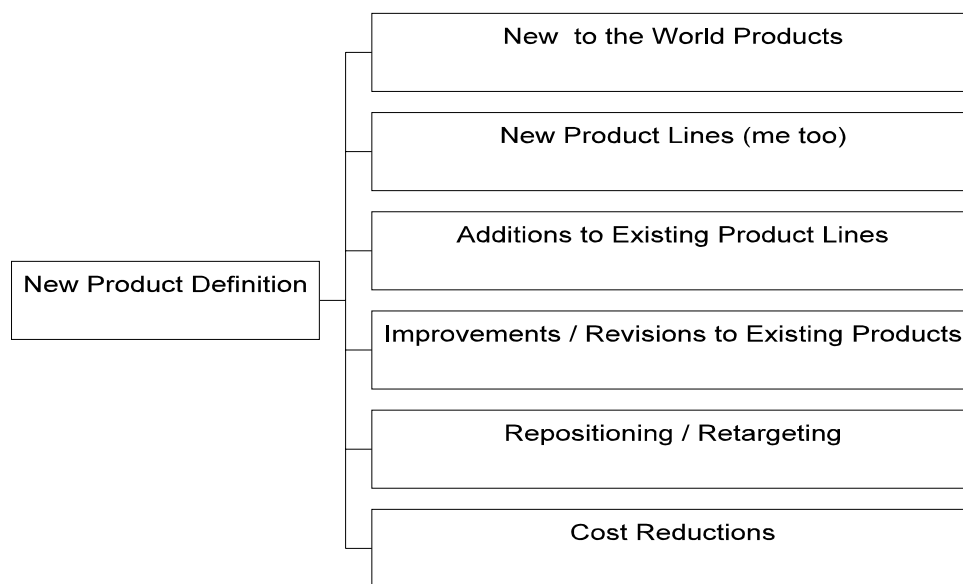 New to the World Products
New Product Lines (me too)
Additions to Existing Product Lines
New Product Definition
Improvements / Revisions to Existing Products
Repositioning / Retargeting
Cost Reductions